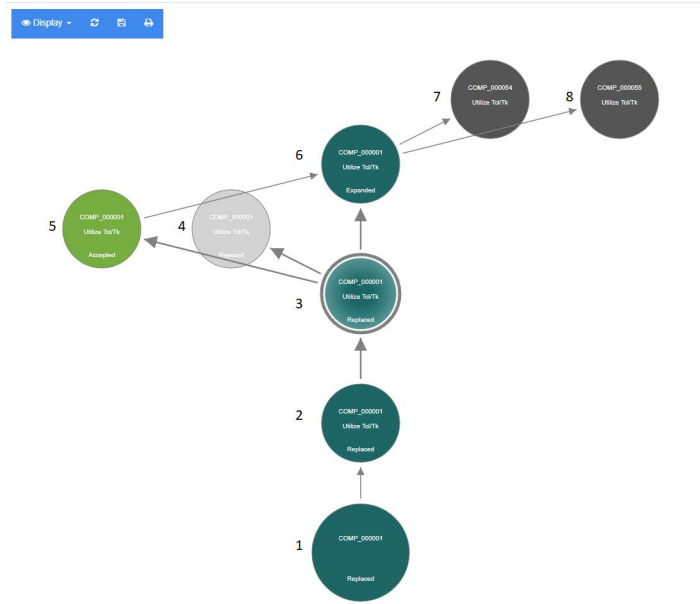 Display
7
COMP_000054
Utilize Tcl/Tk
8
COMP_000055
Utilize Tcl/Tk
6
COMP_000001
Utilize Tcl/Tk
Expanded
5
COMP_000001
Utilize Tcl/Tk
Accepted
4
COMP_000001
Utilize Tcl/Tk
Rejected
3
COMP_000001
Utilize Tcl/Tk
Replaced
2
COMP_000001
Utilize Tcl/Tk
Replaced
1
COMP_000001
Replaced